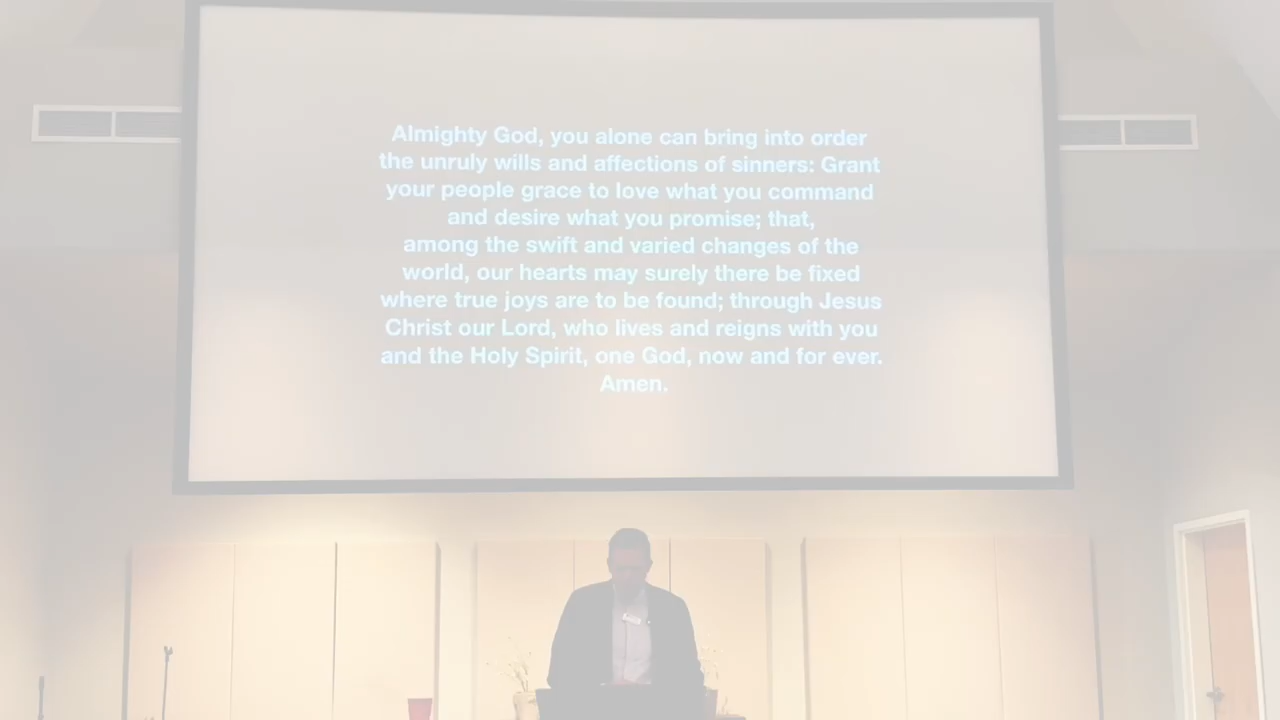 Almighty God, you alone can bring into order
the unruly wills and affections of sinners: Grant
your people grace to love what you command
and desire what you promise; that,
among the swift and varied changes of the
world, our hearts may surely there be fixed
where true joys are to be found; through Jesus
Christ our Lord, who lives and reigns with you
and the Holy Spirit, one God, now and for ever.
Amen.